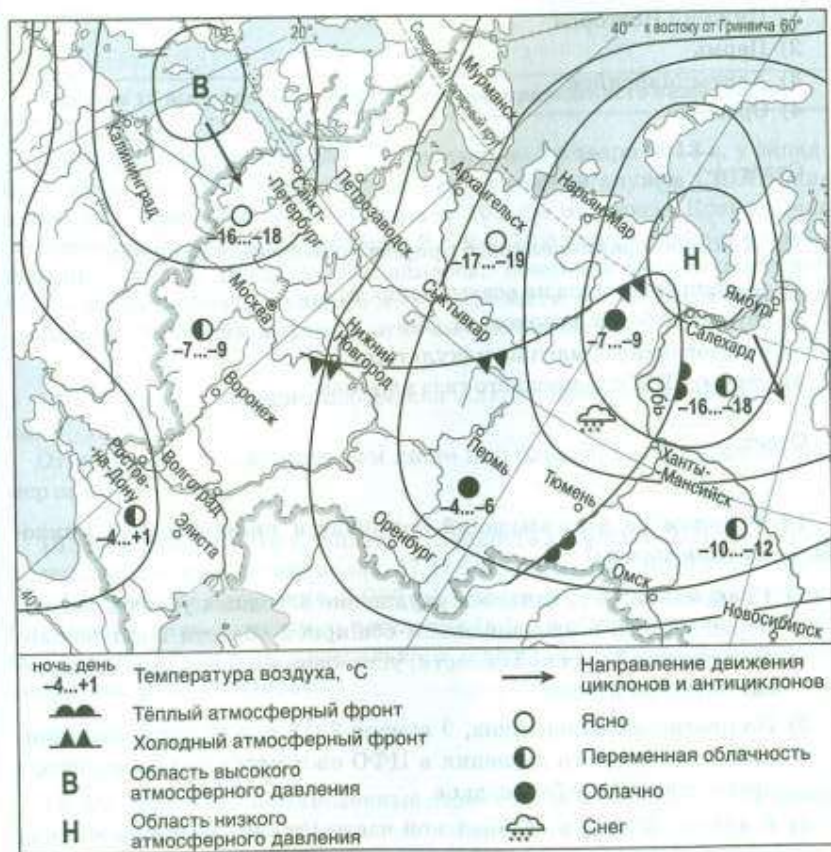 20°
40° к востоку от Гринвича 60°
В
Мурманск
Северный полярный круг
Калининград
Санкт-
-Петербург
Петрозаводск
Архангельск
Нарьян-Мар
–16...–18
–17...–19
Н
Ямбург
Москва
Сыктывкар
Салехард
–7...–9
–7...–9
Нижний
Новгород
Обь
–16...–18
Воронеж
Пермь
Ханты-
Мансийск
Ростов-
-на-Дону
Волгоград
–4...–6
Тюмень
–4...+1
Элиста
Оренбург
–10...–12
Омск
40°
Новосибирск
ночь день
–4...+1
Температура воздуха, °С
Тёплый атмосферный фронт
Холодный атмосферный фронт
В
Область высокого
атмосферного давления
Н
Область низкого
атмосферного давления
Направление движения
циклонов и антициклонов
Ясно
Переменная облачность
Облачно
Снег